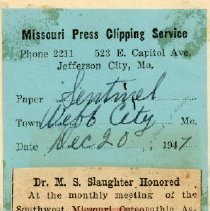 Missouri Press Clipping Service
Phone 2211 523 E. Capitol Ave.
Jefferson City, Mo.
Paper Sentinel
Town Webb City Mo.
Date Dec 20 1947
Dr. M. S. Slaughter Honored
At the monthly meeting of the
Southwest Missouri Osteopathic As-